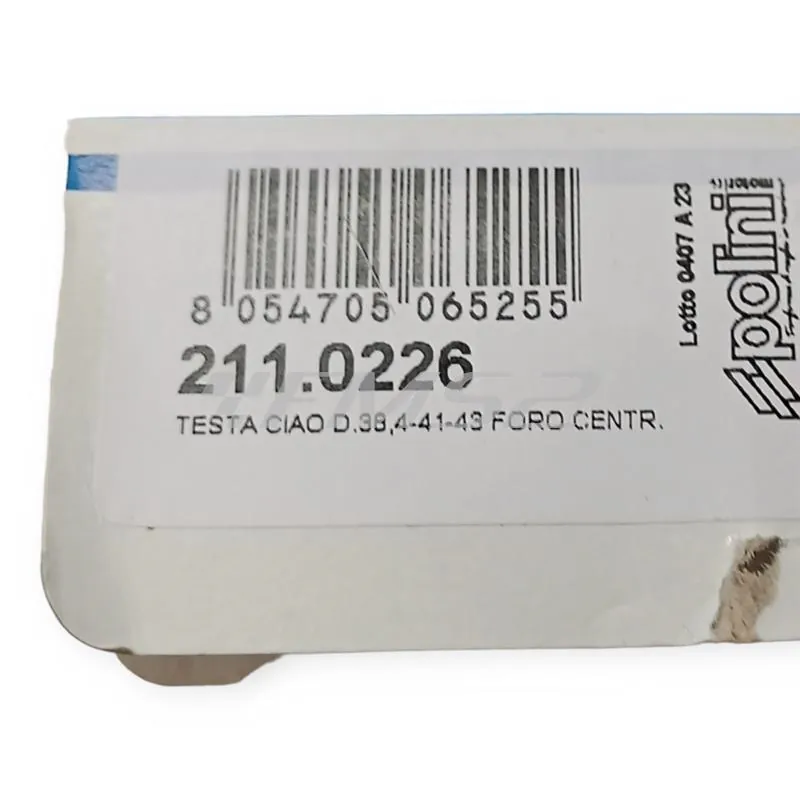 8 054705 065255
211.0226
TESTA CIAO D.38,4-41-43 FORO CENTR.
Lotto 0407 A 23
polini